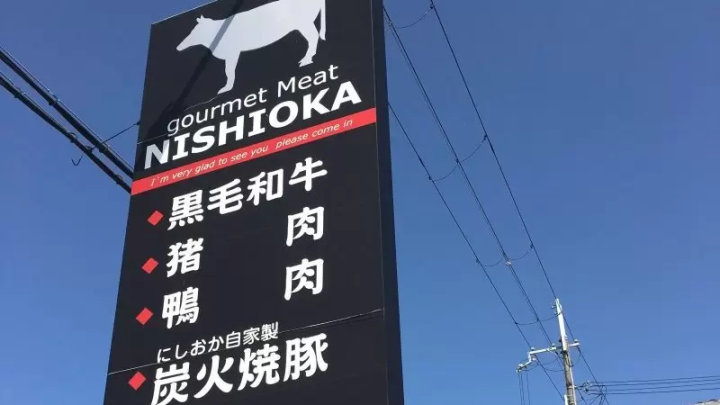 gourmet Meat
NISHIOKA
I'm very glad to see you please come in
黒毛和牛
猪肉
鴨肉
にしおか自家製
炭火焼豚